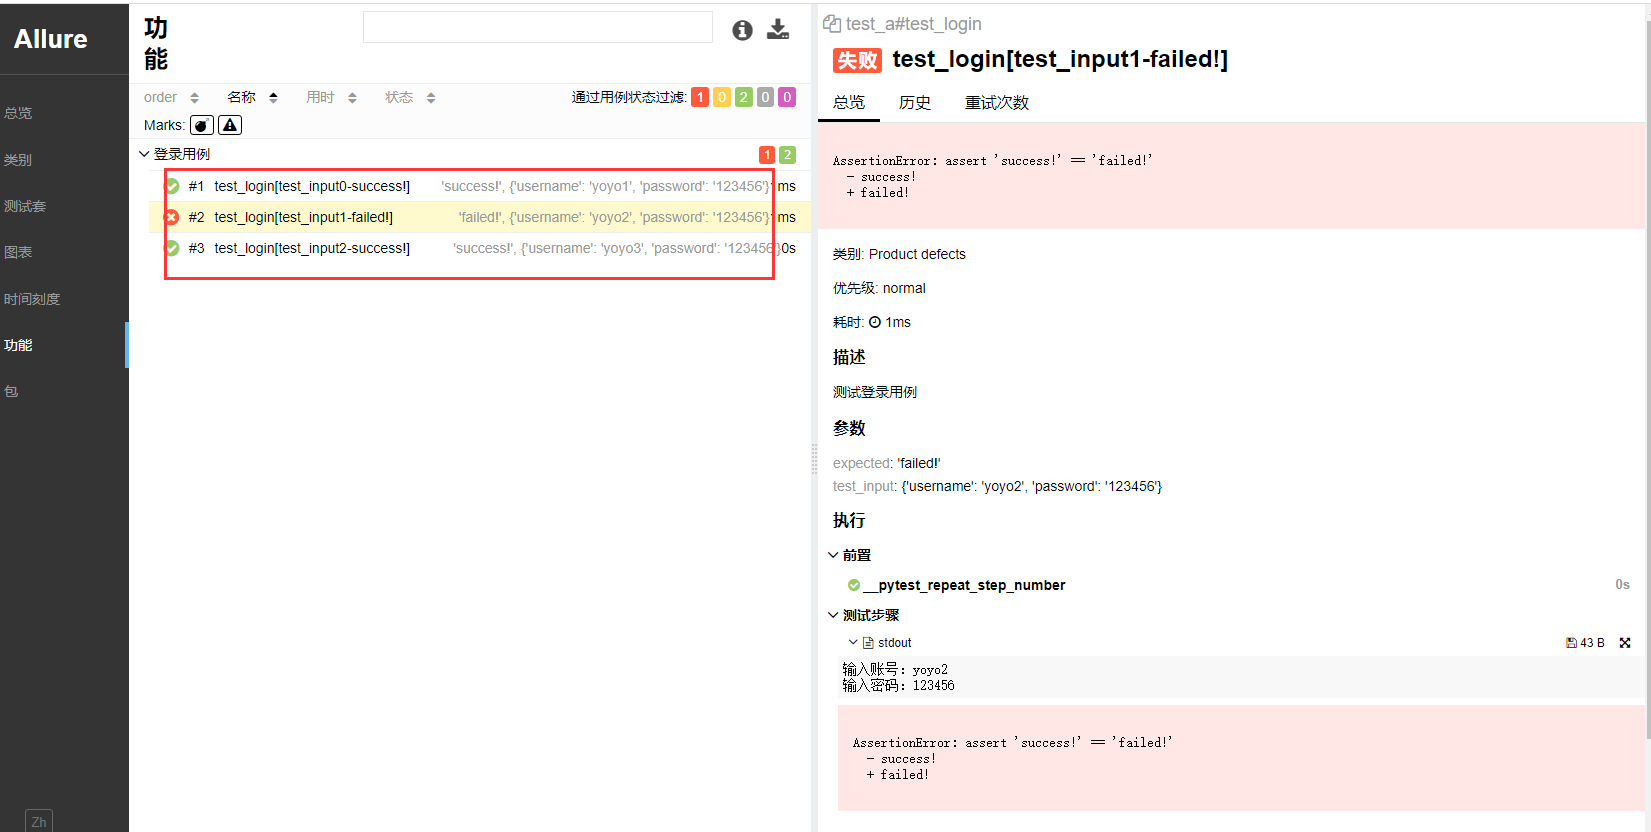 Allure
总览
类别
测试套
图表
时间刻度
功能
包
Zh
功
能
order 名称 用时 状态 通过用例状态过滤: 1 0 2 0 0
Marks:
登录用例 1 2
#1 test_login[test_input0-success!] 'success!', {'username': 'yoyo1', 'password': '123456'} 1ms
#2 test_login[test_input1-failed!] 'failed!', {'username': 'yoyo2', 'password': '123456'} 1ms
#3 test_login[test_input2-success!] 'success!', {'username': 'yoyo3', 'password': '123456'} 0s
test_a#test_login
失败 test_login[test_input1-failed!]
总览 历史 重试次数
AssertionError: assert 'success!' == 'failed!'
- success!
+ failed!
类别: Product defects
优先级: normal
耗时: 1ms
描述
测试登录用例
参数
expected: 'failed!'
test_input: {'username': 'yoyo2', 'password': '123456'}
执行
前置
__pytest_repeat_step_number 0s
测试步骤
stdout 43 B
输入账号: yoyo2
输入密码: 123456
AssertionError: assert 'success!' == 'failed!'
- success!
+ failed!